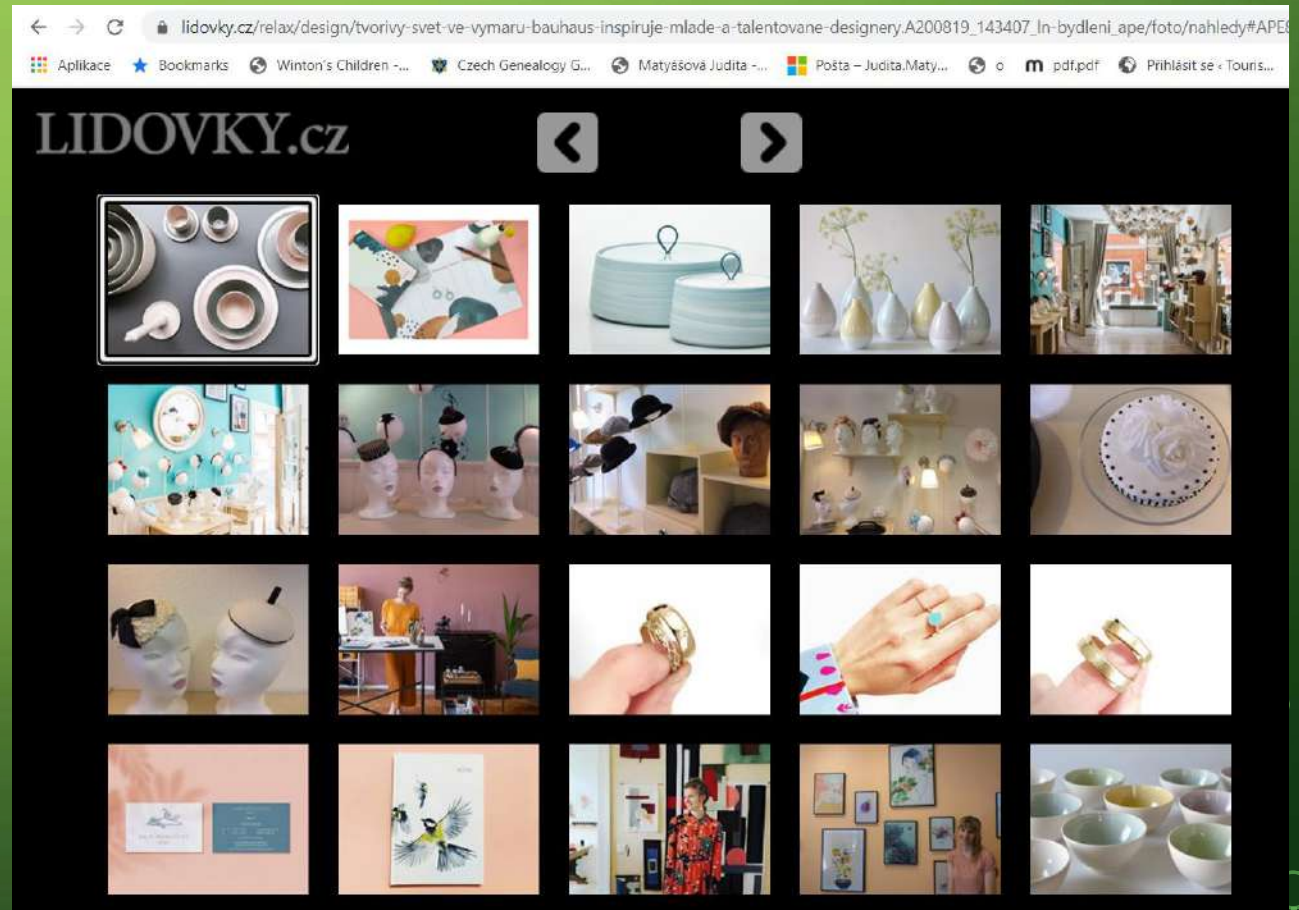 lidovky.cz/relax/design/tvorivy-svet-ve-vymaru-bauhaus-inspiruje-mlade-a-talentovane-designery.A200819_143407_ln-bydleni_ape/foto/nahledy#APE8
Aplikace Bookmarks Winton's Children -... Czech Genealogy G... Matyášová Judita -... Pošta – Judita.Maty... o pdf.pdf Přihlásit se ‹ Touris...
LIDOVKY.cz